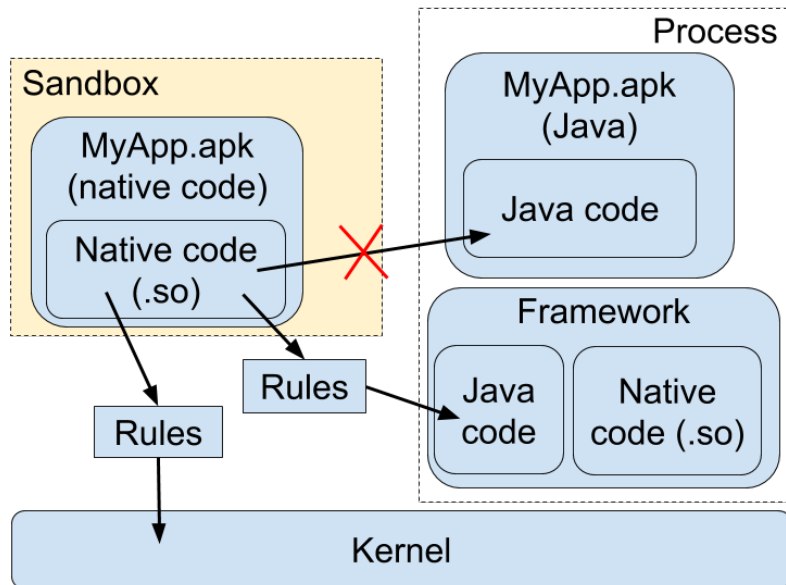 Process
Sandbox
MyApp.apk
(native code)
Native code
(.so)
MyApp.apk
(Java)
Java code
Framework
Java
code
Native
code (.so)
Rules
Rules
Kernel